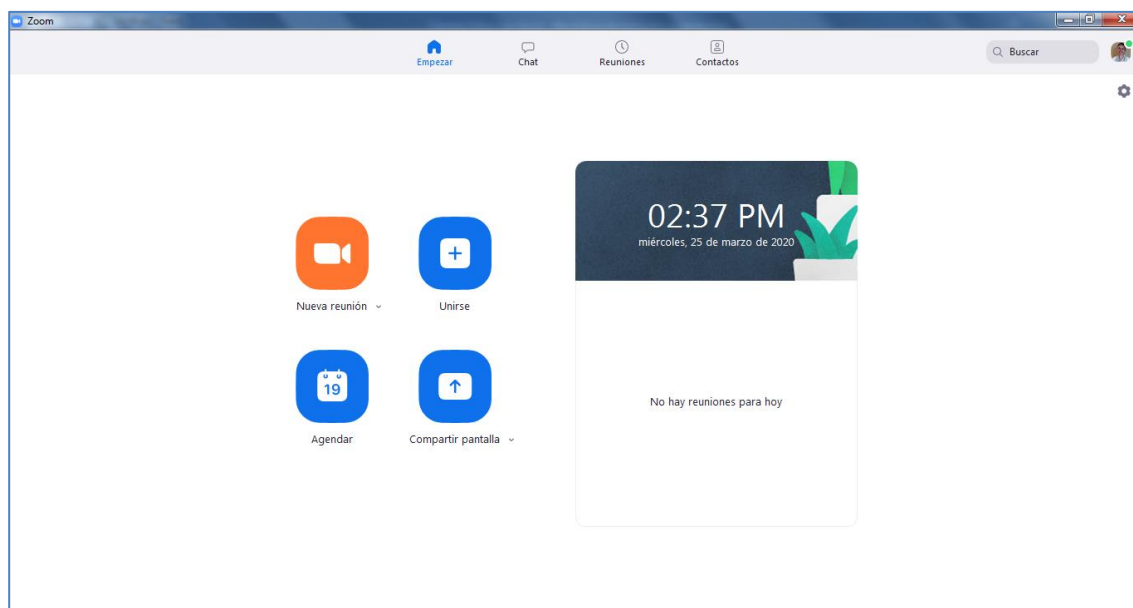 Zoom
Empezar
Chat
Reuniones
Contactos
Buscar
02:37 PM
miércoles, 25 de marzo de 2020
Nueva reunión
Unirse
19
Agendar
Compartir pantalla
No hay reuniones para hoy